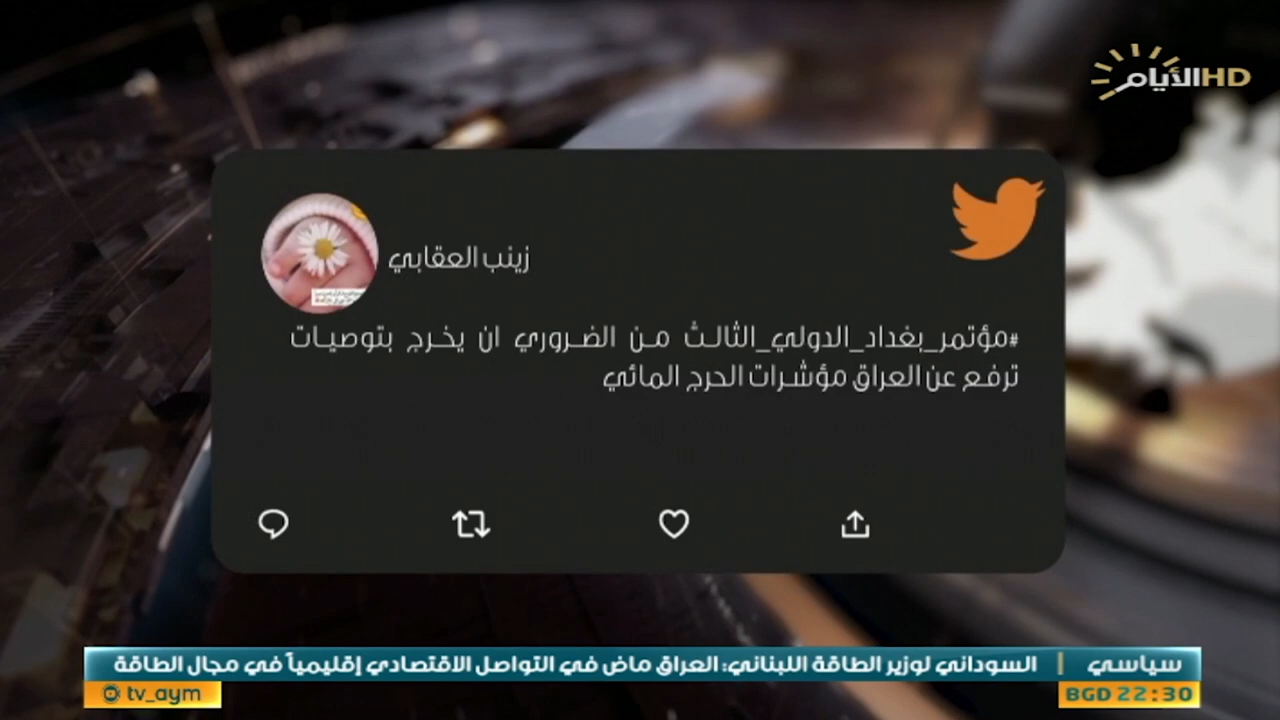 الأيام HD
زينب العقابي
#مؤتمر_بغداد_الدولي_الثالث من الضروري ان يخرج بتوصيات
ترفع عن العراق مؤشرات الحرج المائي
سياسي | السوداني لوزير الطاقة اللبناني: العراق ماض في التواصل الاقتصادي إقليمياً في مجال الطاقة
tv_aym
BGD 22:30